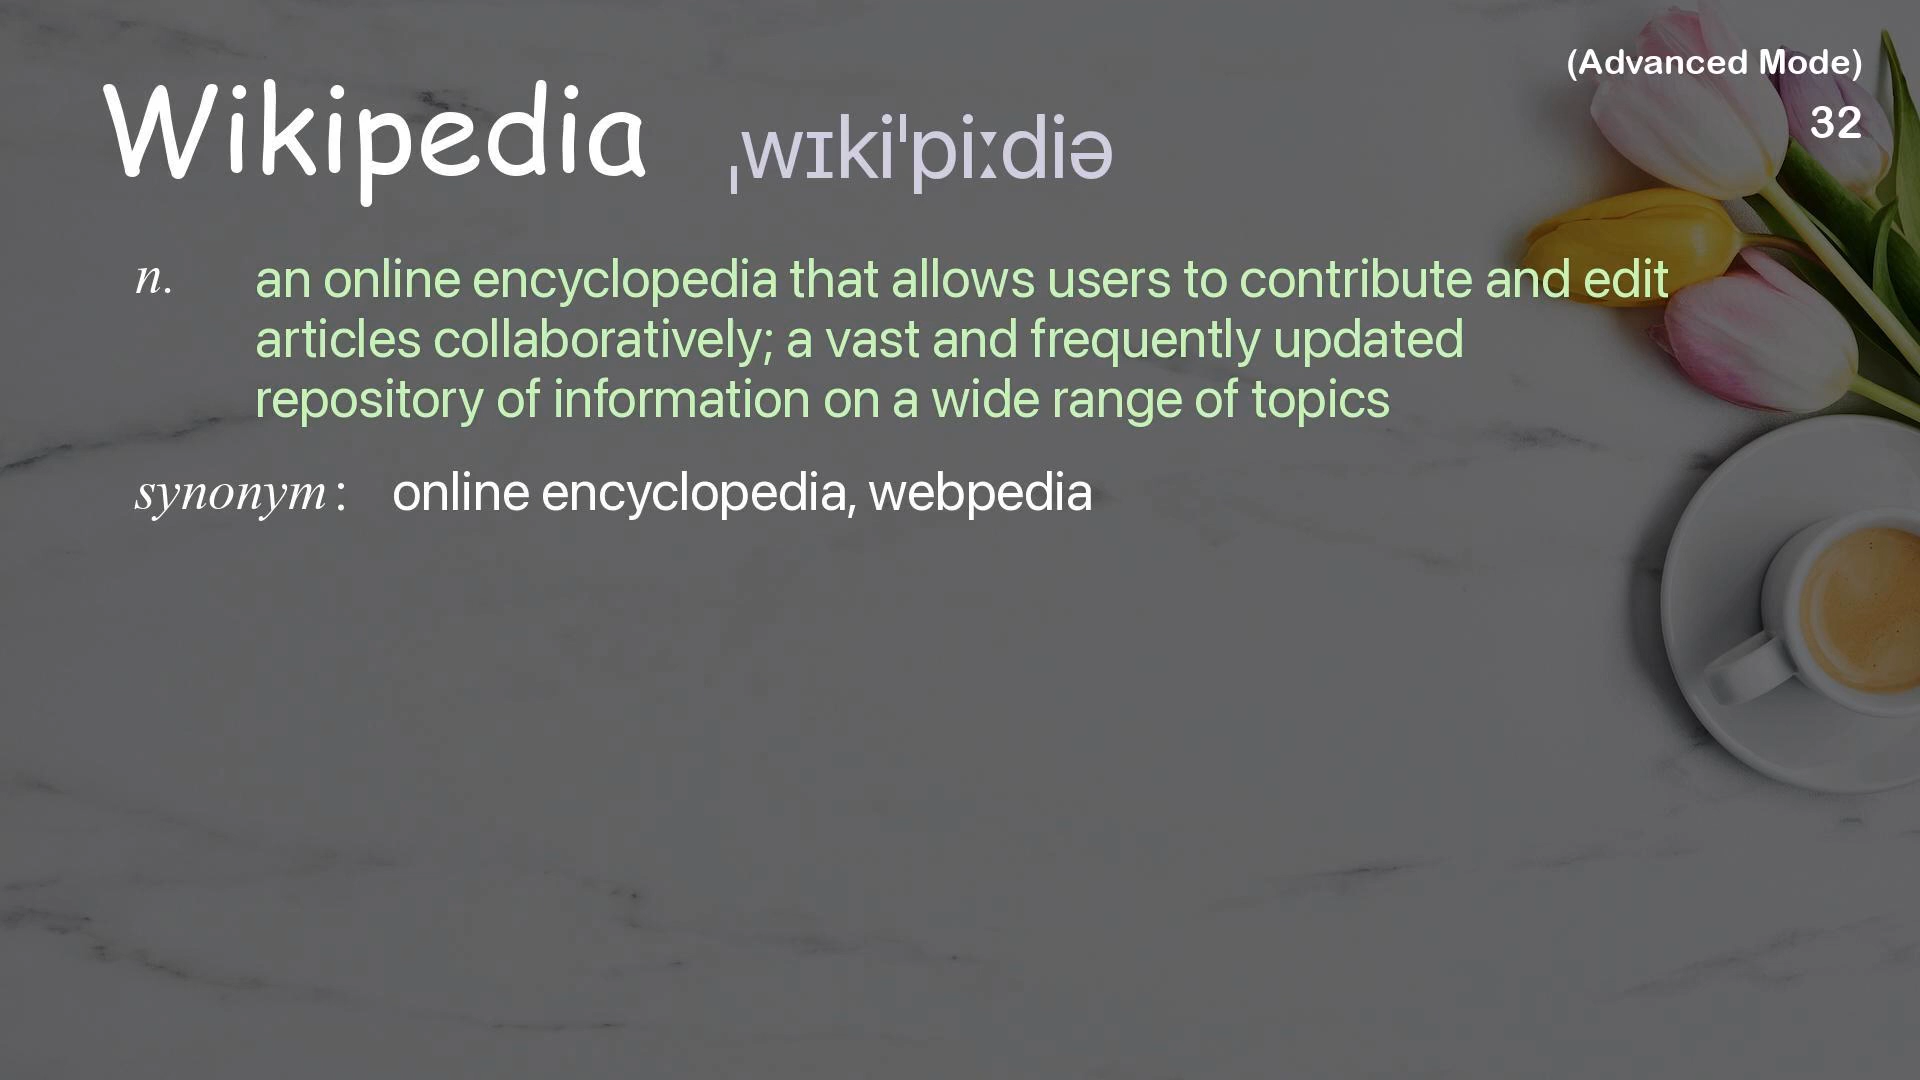 (Advanced Mode)
32
Wikipedia ˌwɪkiˈpiːdiə
n. an online encyclopedia that allows users to contribute and edit
articles collaboratively; a vast and frequently updated
repository of information on a wide range of topics
synonym: online encyclopedia, webpedia